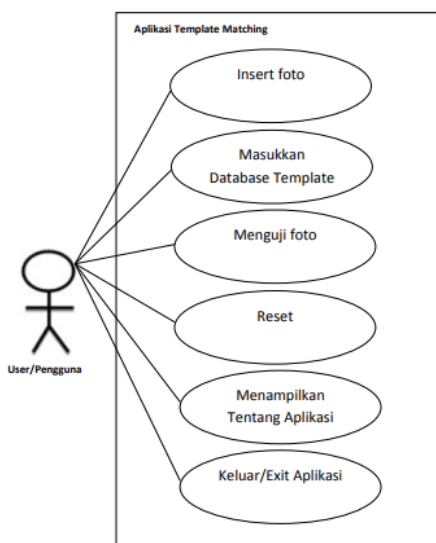 Aplikasi Template Matching
Insert foto
Masukkan
Database Template
Menguji foto
Reset
User/Pengguna
Menampilkan
Tentang Aplikasi
Keluar/Exit Aplikasi